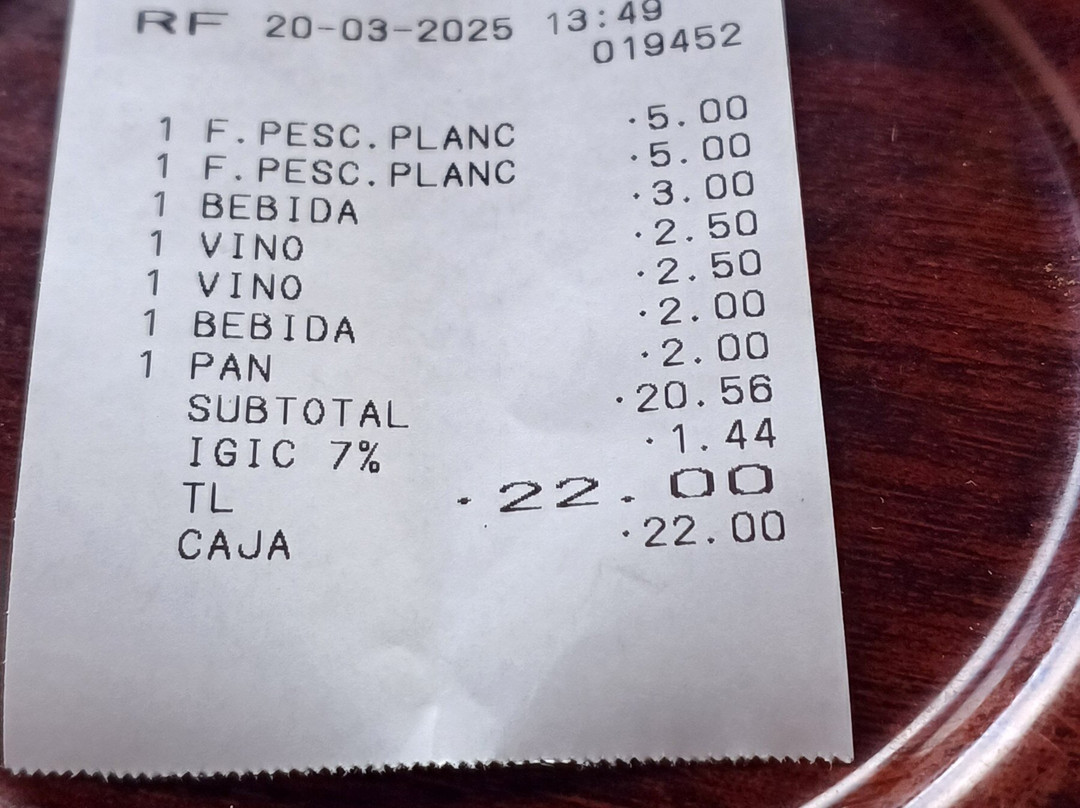 RF 20-03-2025 13:49
019452
1 F.PESC.PLANC ·5.00
1 F.PESC.PLANC ·5.00
1 BEBIDA ·3.00
1 VINO ·2.50
1 VINO ·2.50
1 BEBIDA ·2.00
1 PAN ·2.00
SUBTOTAL ·20.56
IGIC 7% ·1.44
TL ·22.00
CAJA ·22.00